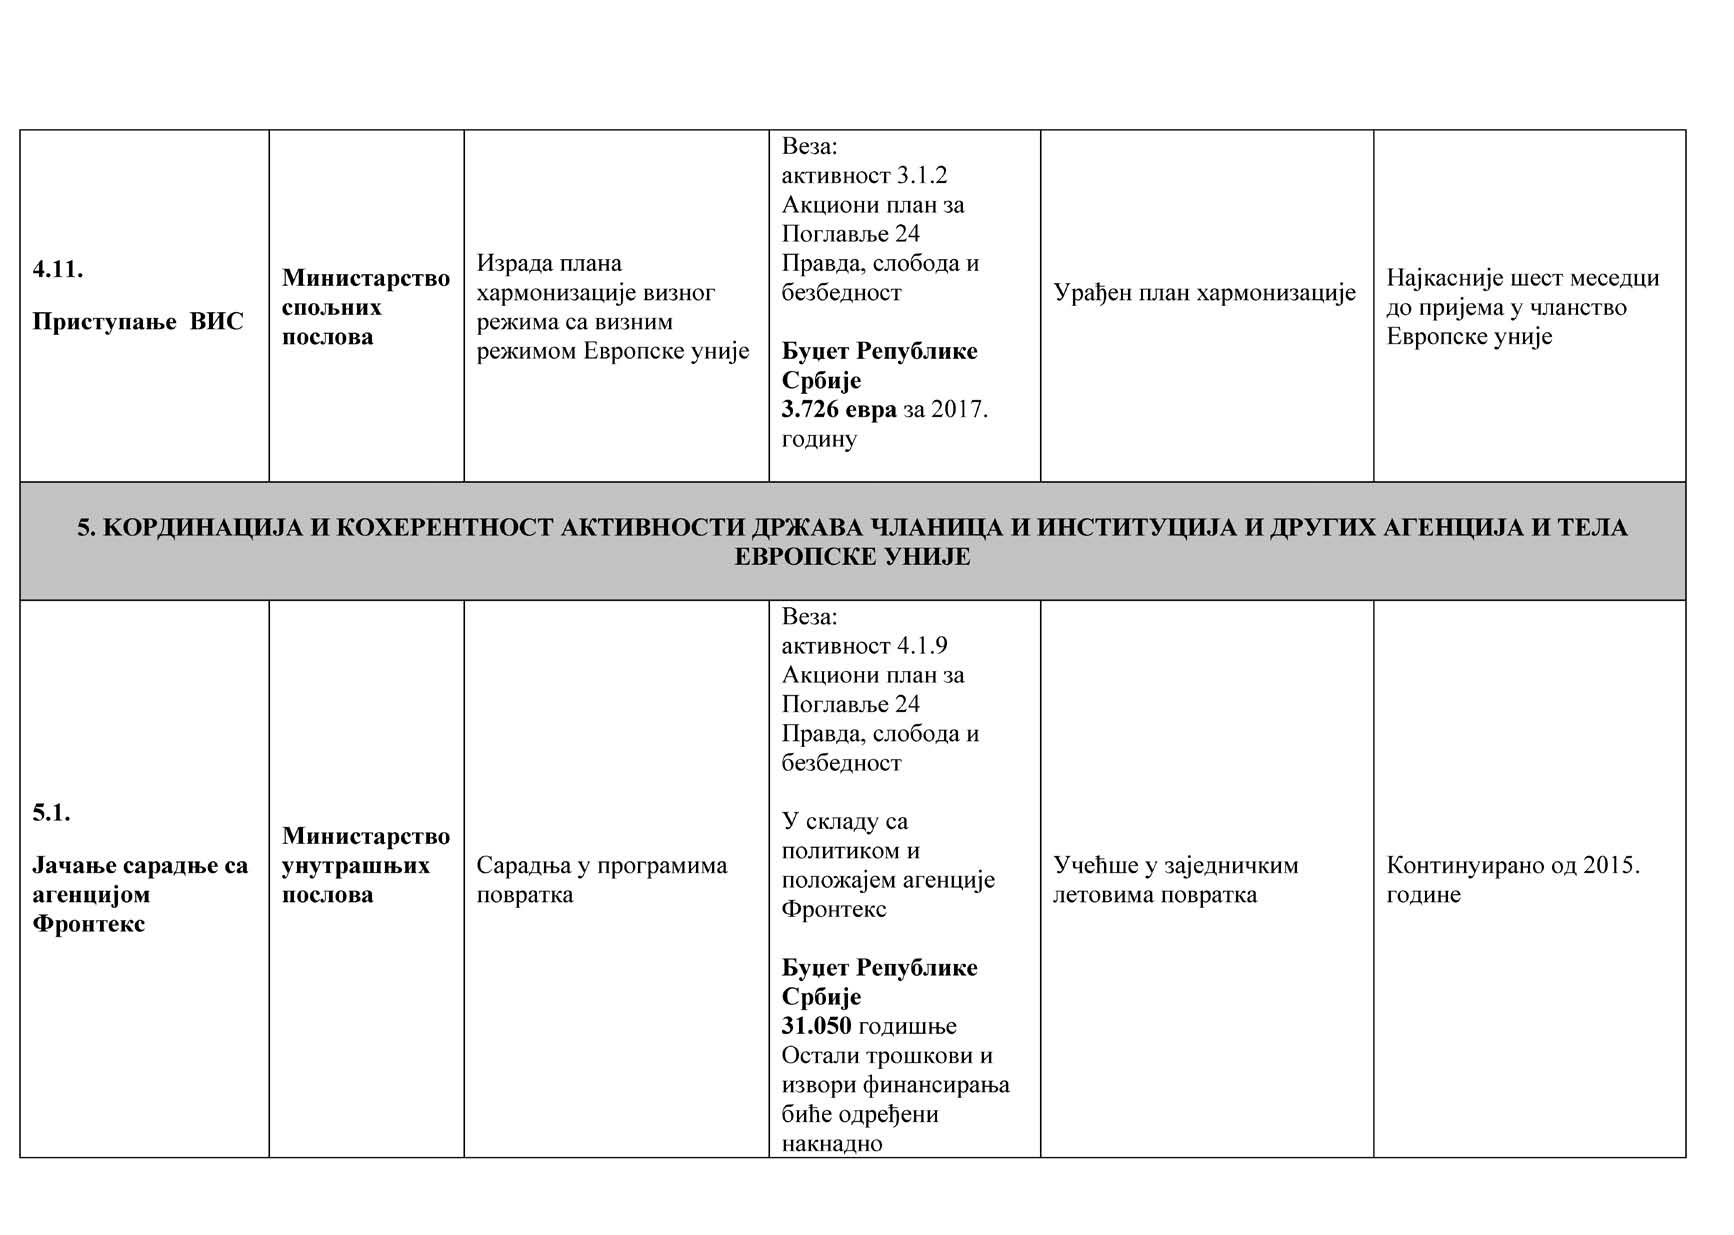 4.11.
Приступање ВИС
Министарство
спољних
послова
Израда плана
хармонизације визног
режима са визним
режимом Европске уније
Веза:
активност 3.1.2
Акциони план за
Поглавље 24
Правда, слобода и
безбедност
Буџет Републике
Србије
3.726 евра за 2017.
годину
Урађен план хармонизације
Најкасније шест меседци
до пријема у чланство
Европске уније
5. КОРДИНАЦИЈА И КОХЕРЕНТНОСТ АКТИВНОСТИ ДРЖАВА ЧЛАНИЦА И ИНСТИТУЦИЈА И ДРУГИХ АГЕНЦИЈА И ТЕЛА
ЕВРОПСКЕ УНИЈЕ
5.1.
Јачање сарадње са
агенцијом
Фронтекс
Министарство
унутрашњих
послова
Сарадња у програмима
повратка
Веза:
активност 4.1.9
Акциони план за
Поглавље 24
Правда, слобода и
безбедност
У складу са
политиком и
положајем агенције
Фронтекс
Буџет Републике
Србије
31.050 годишње
Остали трошкови и
извори финансирања
биће одређени
накнадно
Учећше у заједничким
летовима повратка
Континуирано од 2015.
године